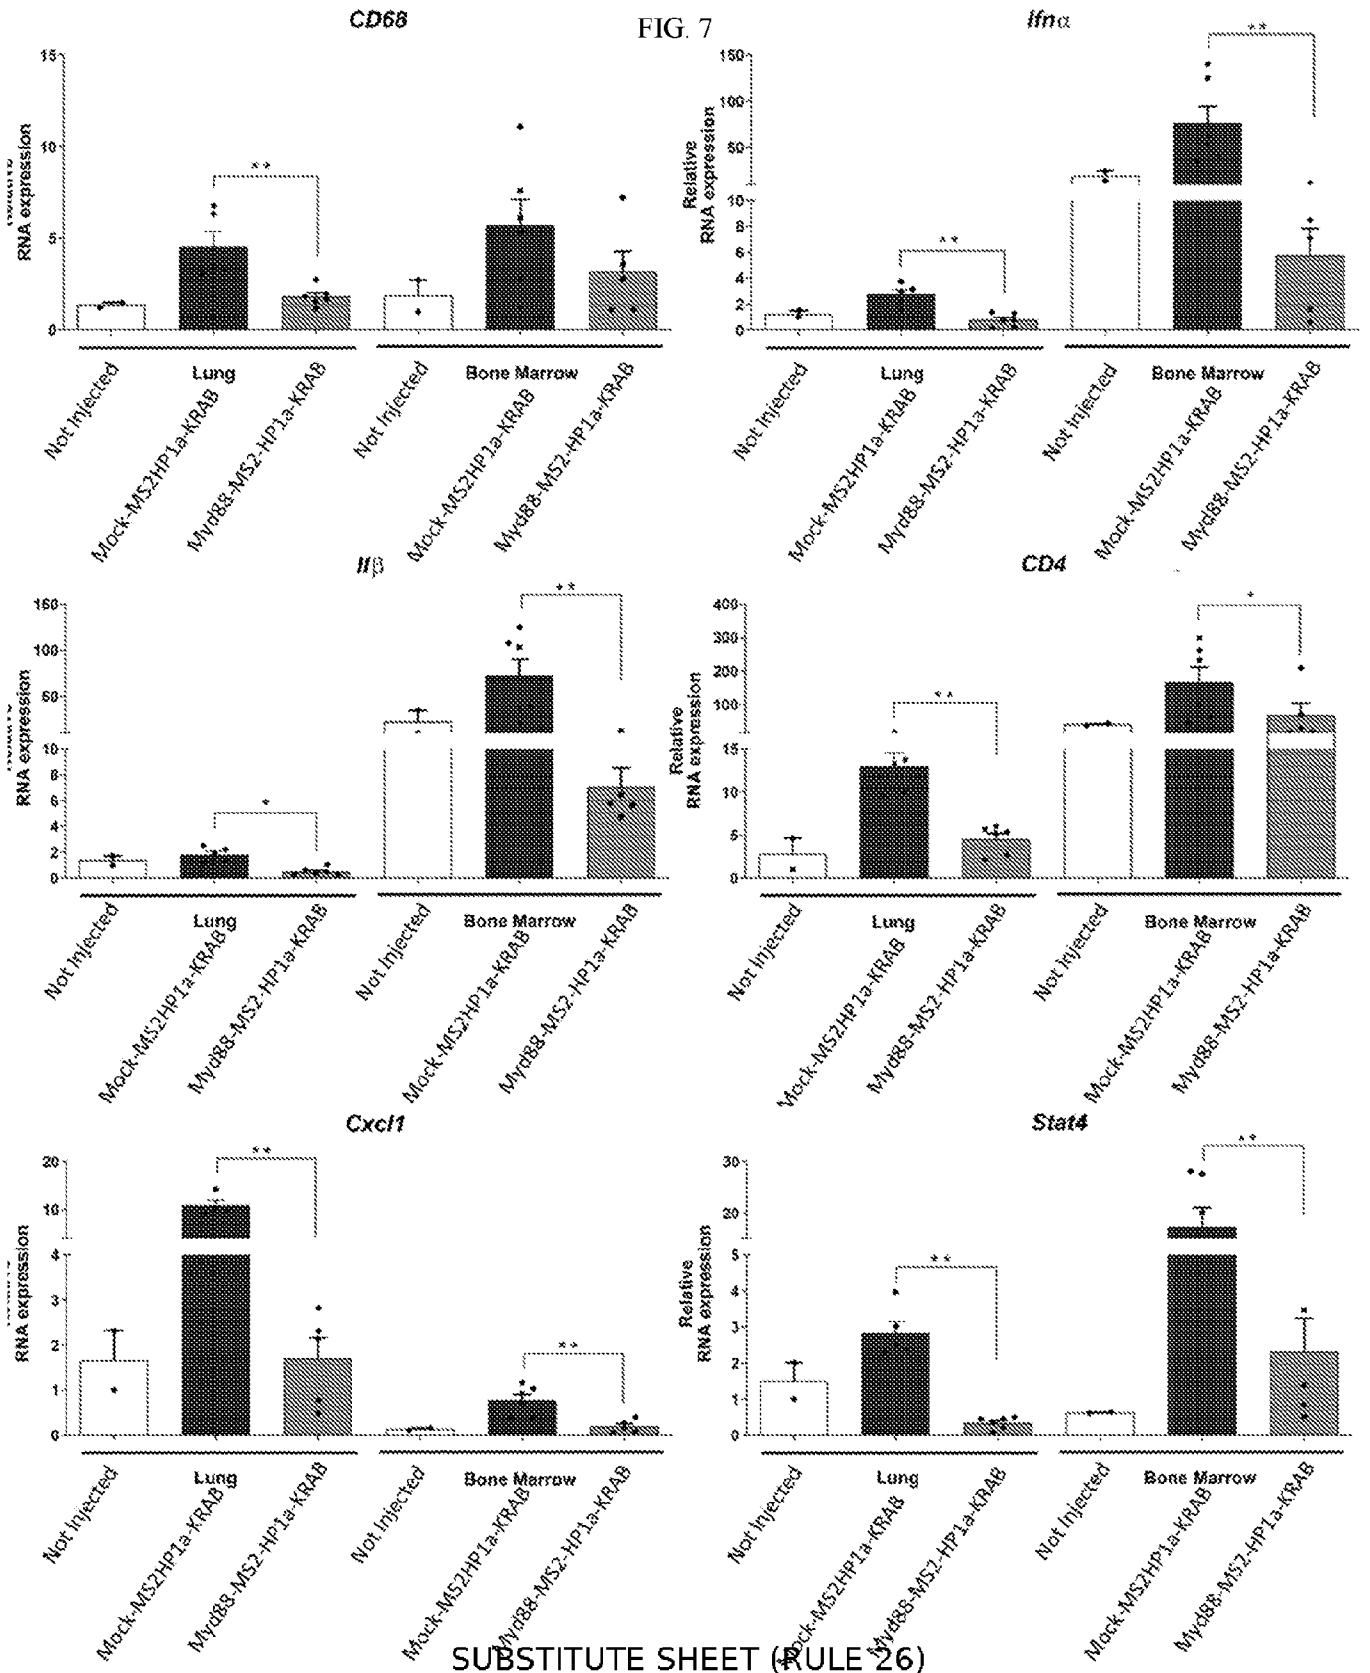 FIG. 7
CD68
15
10
5
0
RNA expression
**
Lung
Bone Marrow
Not Injected
Mock-MS2HP1a-KRAB
Myd88-MS2-HP1a-KRAB
Not Injected
Mock-MS2HP1a-KRAB
Myd88-MS2-HP1a-KRAB
Ifnα
150
100
50
10
8
6
4
2
0
Relative
RNA expression
**
**
Lung
Bone Marrow
Not Injected
Mock-MS2HP1a-KRAB
Myd88-MS2-HP1a-KRAB
Not Injected
Mock-MS2HP1a-KRAB
Myd88-MS2-HP1a-KRAB
Ifβ
150
100
50
10
8
6
4
2
0
RNA expression
*
**
Lung
Bone Marrow
Not Injected
Mock-MS2HP1a-KRAB
Myd88-MS2-HP1a-KRAB
Not Injected
Mock-MS2HP1a-KRAB
Myd88-MS2-HP1a-KRAB
CD4
400
300
200
100
15
10
5
0
Relative
RNA expression
**
*
Lung
Bone Marrow
Not Injected
Mock-MS2HP1a-KRAB
Myd88-MS2-HP1a-KRAB
Not Injected
Mock-MS2HP1a-KRAB
Myd88-MS2-HP1a-KRAB
Cxcl1
20
10
4
3
2
1
0
RNA expression
**
**
Lung
Bone Marrow
Not Injected
Mock-MS2HP1a-KRAB
Myd88-MS2-HP1a-KRAB
Not Injected
Mock-MS2HP1a-KRAB
Myd88-MS2-HP1a-KRAB
Stat4
30
20
5
4
3
2
1
0
Relative
RNA expression
**
**
Lung
Bone Marrow
Not Injected
Mock-MS2HP1a-KRAB
Myd88-MS2-HP1a-KRAB
Not Injected
Mock-MS2HP1a-KRAB
Myd88-MS2-HP1a-KRAB
SUBSTITUTE SHEET (RULE 26)